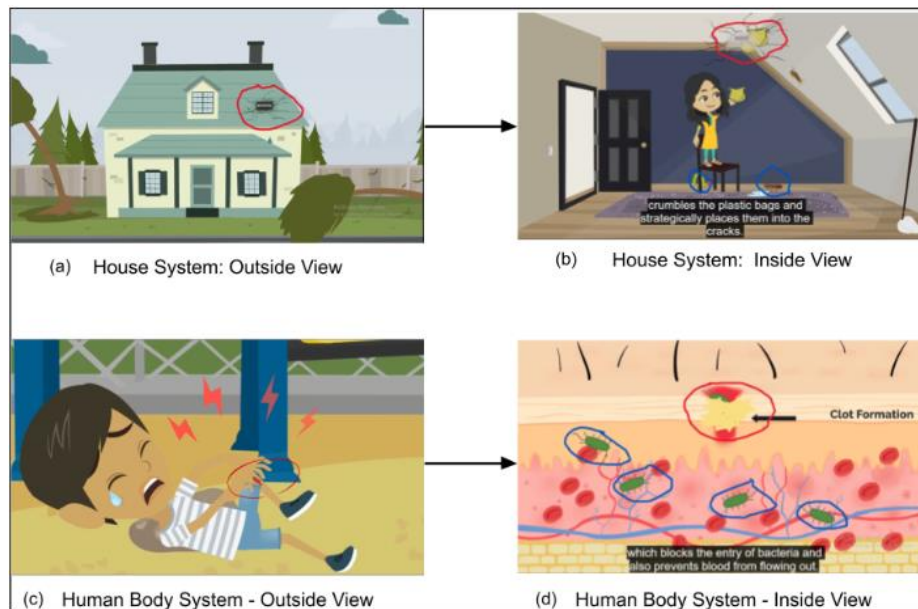 (a) House System: Outside View
crumbles the plastic bags and
strategically places them into the
cracks.
(b) House System: Inside View
(c) Human Body System - Outside View
Clot Formation
which blocks the entry of bacteria and
also prevents blood from flowing out.
(d) Human Body System - Inside View